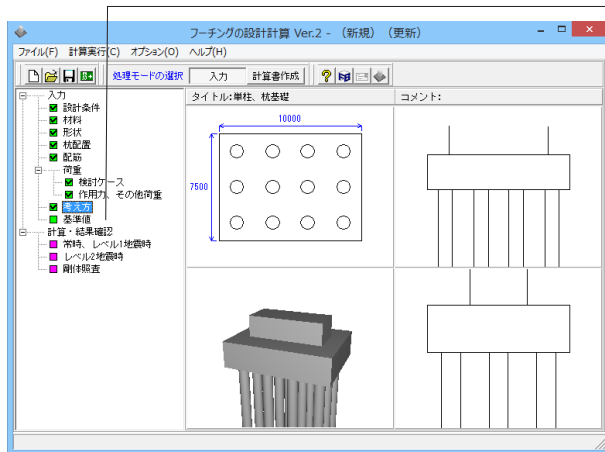 フーチングの設計計算 Ver.2 - （新規）（更新）
ファイル(F) 計算実行(C) オプション(O) ヘルプ(H)
処理モードの選択 入力 計算書作成
入力
設計条件
材料
形状
杭配置
配筋
荷重
検討ケース
作用力、その他荷重
考え方
基準値
計算・結果確認
常時、レベル1地震時
レベル2地震時
剛体照査
タイトル:単柱、杭基礎
コメント:
10000
7500